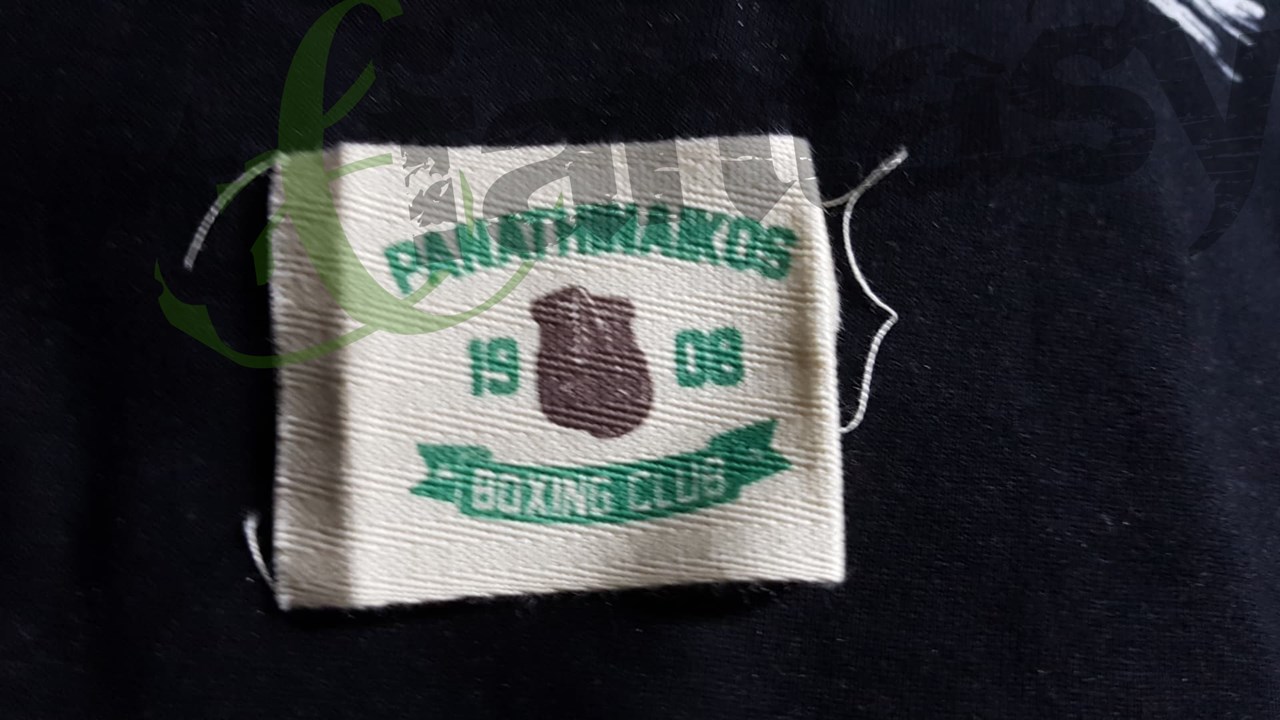 PANATHINAIKOS
19 08
BOXING CLUB